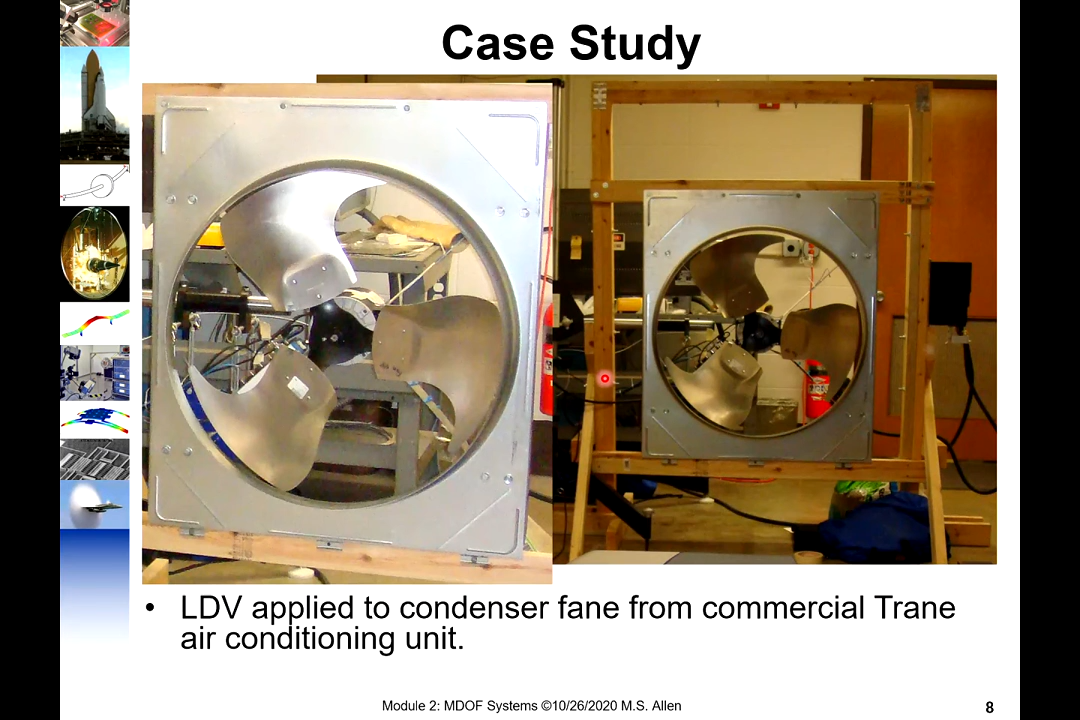 Case Study
• LDV applied to condenser fane from commercial Trane
air conditioning unit.
Module 2: MDOF Systems ©10/26/2020 M.S. Allen
8